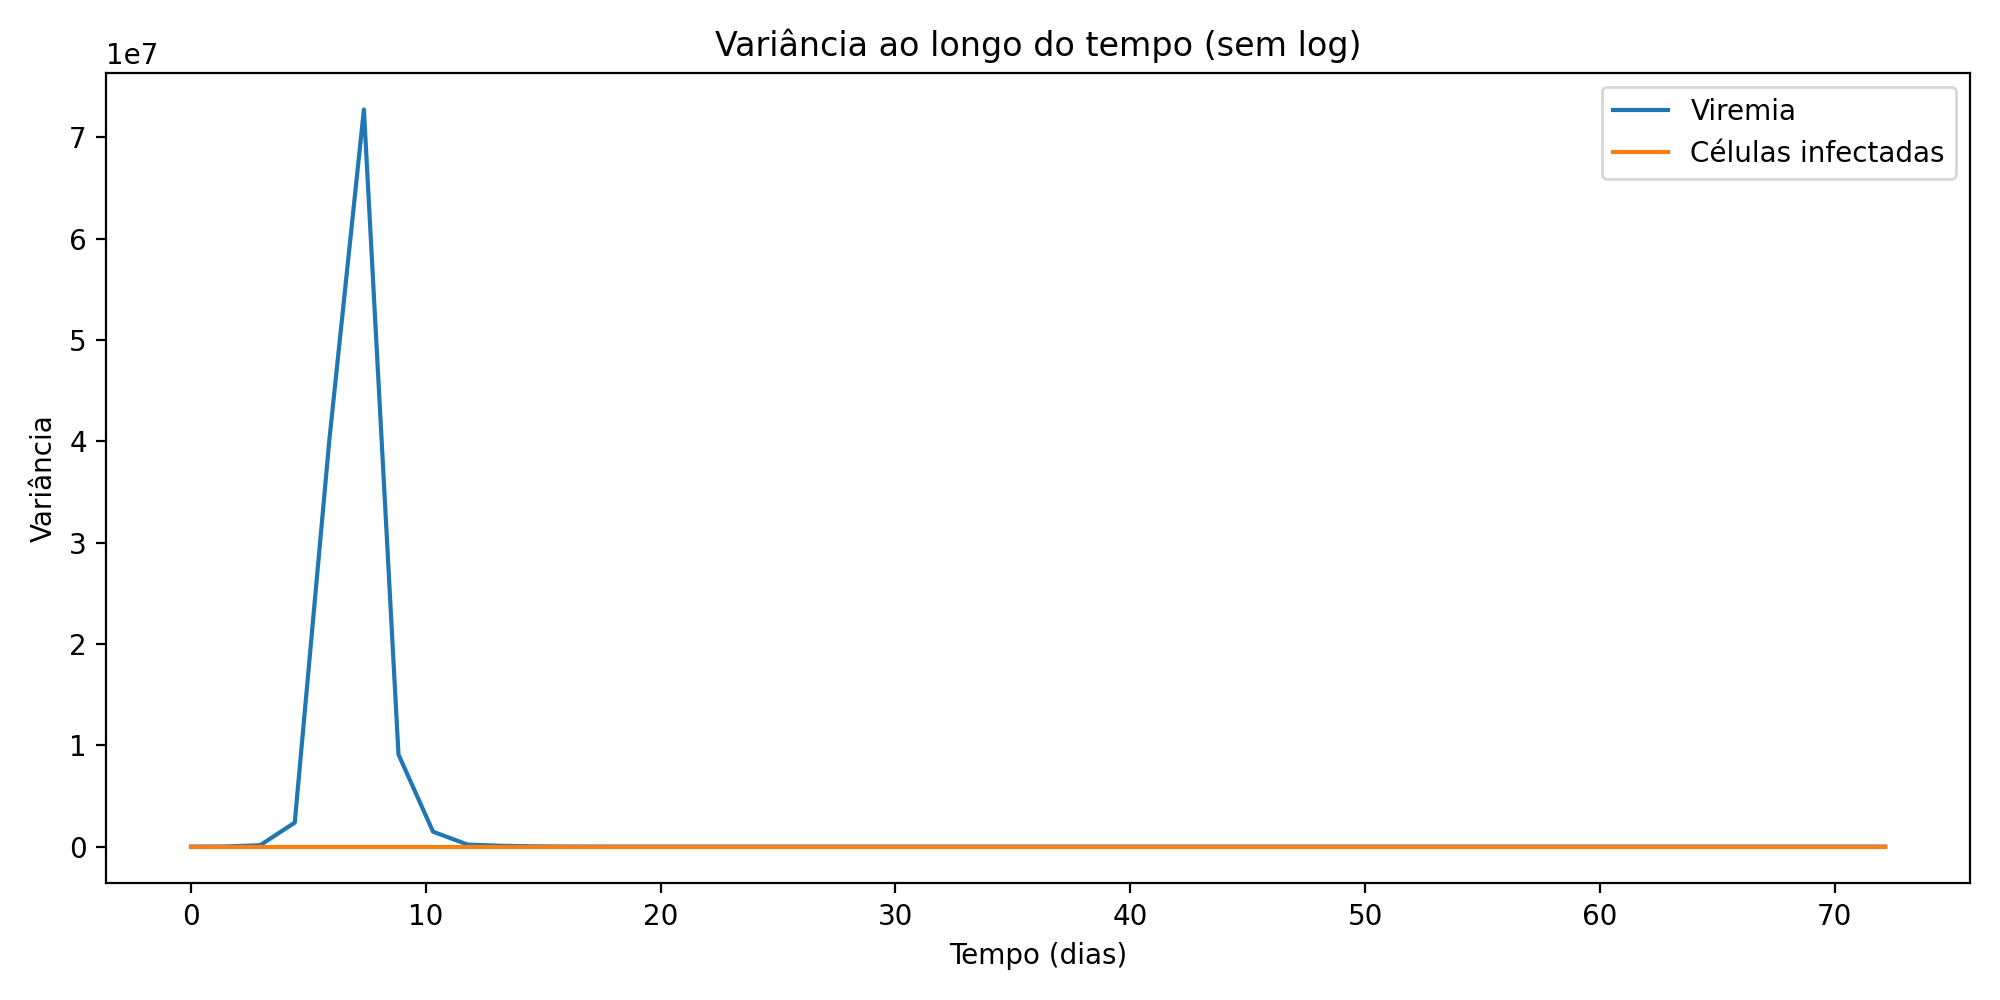 Variância ao longo do tempo (sem log)
1e7
Viremia
Células infectadas
7
6
5
4
3
2
1
0
Variância
0 10 20 30 40 50 60 70
Tempo (dias)